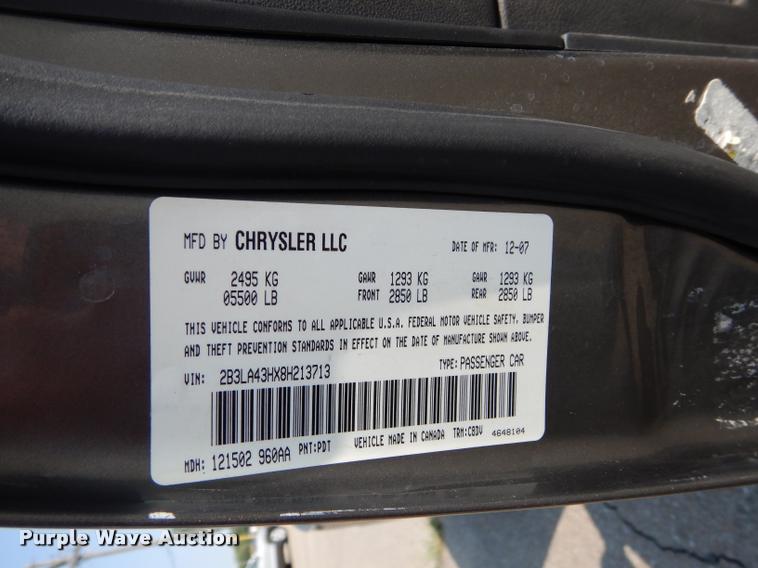 MFD BY CHRYSLER LLC DATE OF MFR: 12-07
GVWR 2495 KG GAWR 1293 KG GAWR 1293 KG
05500 LB FRONT 2850 LB REAR 2850 LB
THIS VEHICLE CONFORMS TO ALL APPLICABLE U.S.A. FEDERAL MOTOR VEHICLE SAFETY, BUMPER
AND THEFT PREVENTION STANDARDS IN EFFECT ON THE DATE OF MANUFACTURE SHOWN ABOVE.
VIN: 2B3LA43HX8H213713 TYPE: PASSENGER CAR
VEHICLE MADE IN CANADA TRM:C8DV 4648104
MDH: 121502 960AA PNT:PDT
Purple Wave Auction